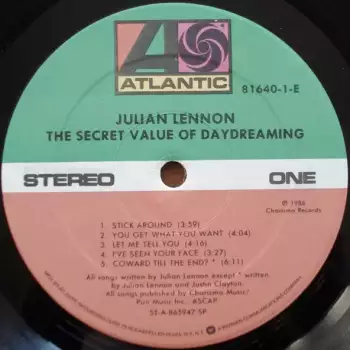 ATLANTIC
81640-1-E
JULIAN LENNON
THE SECRET VALUE OF DAYDREAMING
STEREO
ONE
℗ 1986
Charisma Records
1 STICK AROUND (3:59)
2 YOU GET WHAT YOU WANT (4:04)
3 LET ME TELL YOU (4:16)
4 I'VE SEEN YOUR FACE (3:27)
5 COWARD TILL THE END? * (6:11)
All songs written by Julian Lennon except * written
by Julian Lennon and Justin Clayton.
All songs published by Charisma Music/
Pun Music Inc. ASCAP
ST-A-865947 SP